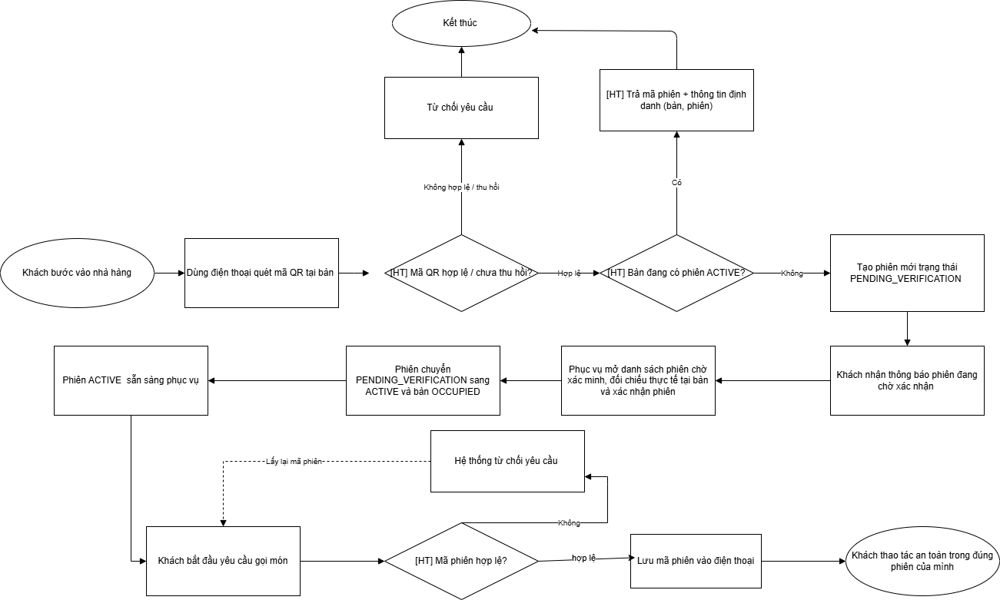 Kết thúc
Từ chối yêu cầu
[HT] Trả mã phiên + thông tin định
danh (bàn, phiên)
Không hợp lệ / thu hồi
Có
Khách bước vào nhà hàng
Dùng điện thoại quét mã QR tại bàn
[HT] Mã QR hợp lệ / chưa thu hồi?
Hợp lệ
[HT] Bàn đang có phiên ACTIVE?
Không
Tạo phiên mới trạng thái
PENDING_VERIFICATION
Phiên ACTIVE sẵn sàng phục vụ
Phiên chuyển
PENDING_VERIFICATION sang
ACTIVE và bàn OCCUPIED
Phục vụ mở danh sách phiên chờ
xác minh, đối chiếu thực tế tại bàn
và xác nhận phiên
Khách nhận thông báo phiên đang
chờ xác nhận
Lấy lại mã phiên
Hệ thống từ chối yêu cầu
Không
Khách bắt đầu yêu cầu gọi món
[HT] Mã phiên hợp lệ?
hợp lệ
Lưu mã phiên vào điện thoại
Khách thao tác an toàn trong đúng
phiên của mình